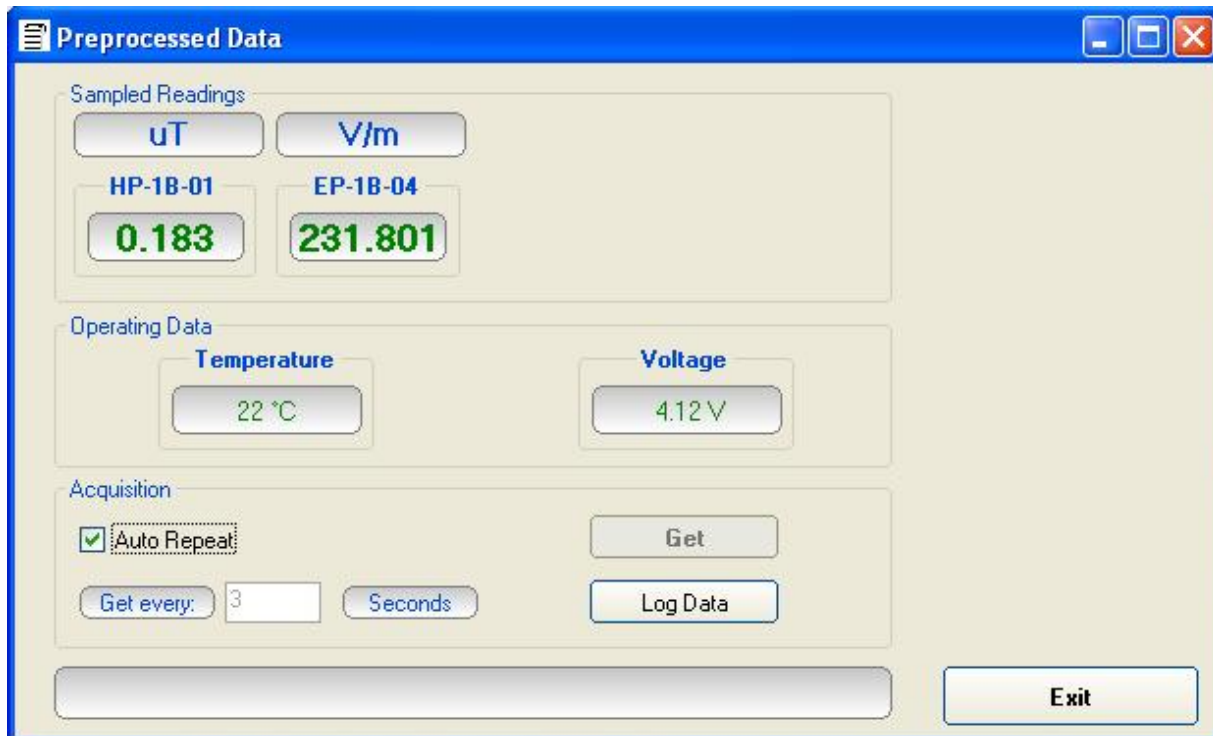 Preprocessed Data
Sampled Readings
uT V/m
HP-1B-01 EP-1B-04
0.183 231.801
Operating Data
Temperature Voltage
22 °C 4.12 V
Acquisition
Auto Repeat Get
Get every: 3 Seconds Log Data
Exit